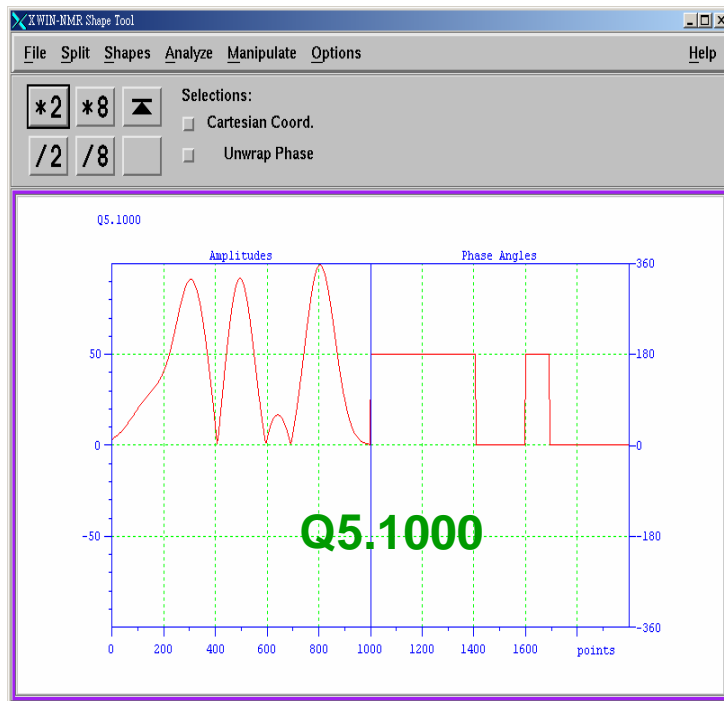 XWIN-NMR Shape Tool
File Split Shapes Analyze Manipulate Options Help
Selections:
*2 *8 Cartesian Coord.
/2 /8 Unwrap Phase
Q5.1000
Amplitudes Phase Angles
360
50 180
0 0
-50 -180
Q5.1000
-360
0 200 400 600 800 1000 1200 1400 1600 points